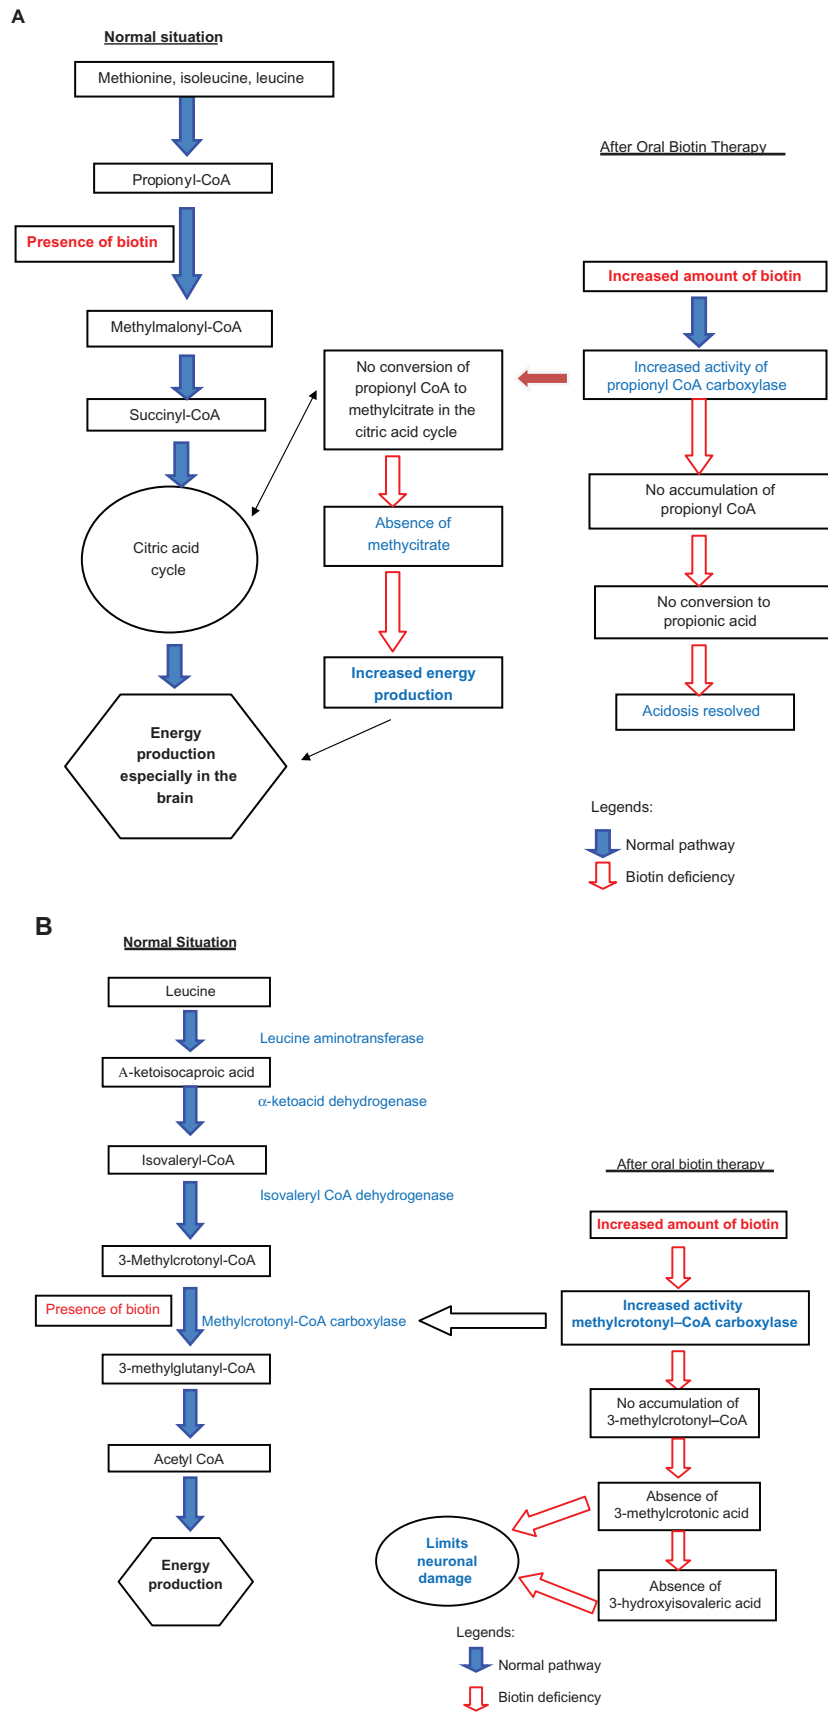 A
Normal situation
Methionine, isoleucine, leucine
Propionyl-CoA
Presence of biotin
Methylmalonyl-CoA
Succinyl-CoA
Citric acid
cycle
Energy
production
especially in the
brain
No conversion of
propionyl CoA to
methylcitrate in the
citric acid cycle
Absence of
methycitrate
Increased energy
production
After Oral Biotin Therapy
Increased amount of biotin
Increased activity of
propionyl CoA carboxylase
No accumulation of
propionyl CoA
No conversion to
propionic acid
Acidosis resolved
Legends:
Normal pathway
Biotin deficiency
B
Normal Situation
Leucine
Leucine aminotransferase
A-ketoisocaproic acid
α-ketoacid dehydrogenase
Isovaleryl-CoA
Isovaleryl CoA dehydrogenase
3-Methylcrotonyl-CoA
Presence of biotin
Methylcrotonyl-CoA carboxylase
3-methylglutanyl-CoA
Acetyl CoA
Energy
production
After oral biotin therapy
Increased amount of biotin
Increased activity
methylcrotonyl–CoA carboxylase
No accumulation of
3-methylcrotonyl–CoA
Absence of
3-methylcrotonic acid
Absence of
3-hydroxyisovaleric acid
Limits
neuronal
damage
Legends:
Normal pathway
Biotin deficiency